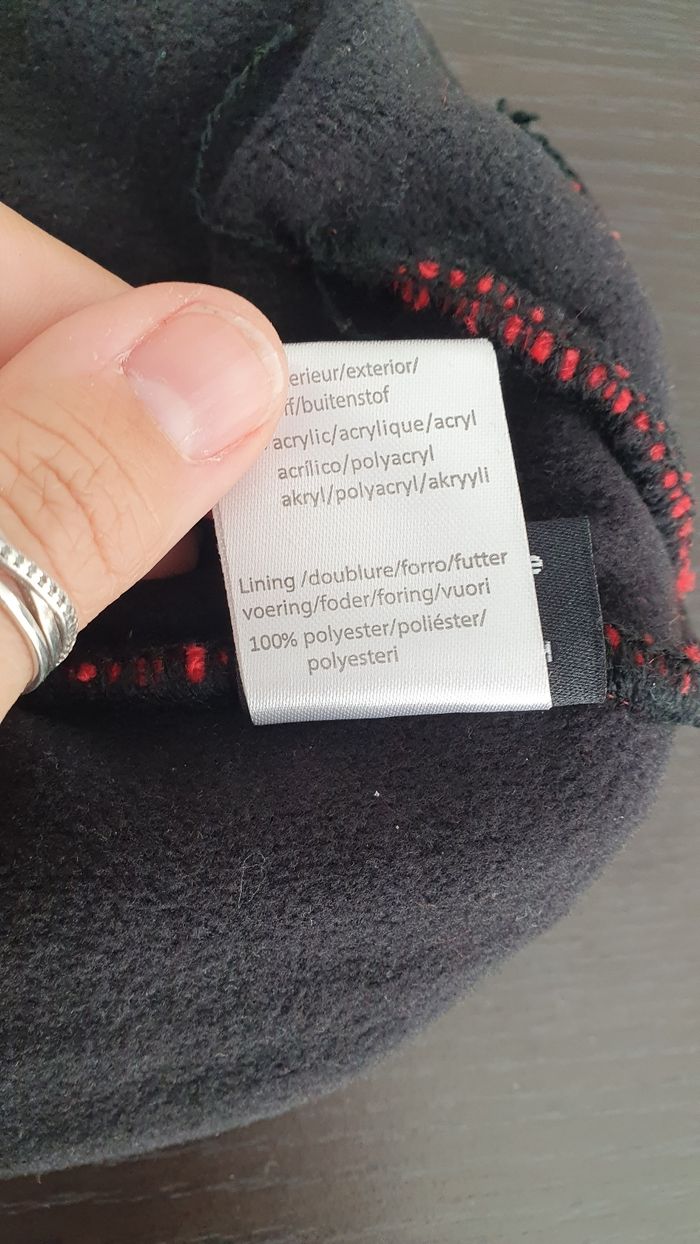 erieur/exterior/
ff/buitenstof
acrylic/acrylique/acryl
acrílico/polyacryl
akryl/polyacryl/akryyli
Lining /doublure/forro/futter
voering/foder/foring/vuori
100% polyester/poliéster/
polyesteri